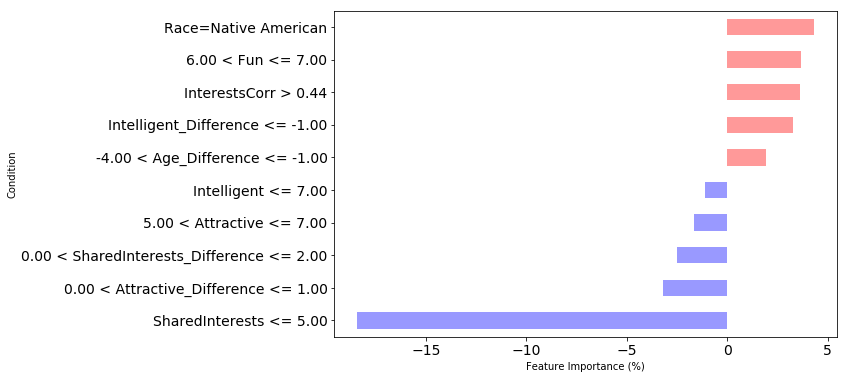 Race=Native American
6.00 < Fun <= 7.00
InterestsCorr > 0.44
Intelligent_Difference <= -1.00
-4.00 < Age_Difference <= -1.00
Intelligent <= 7.00
5.00 < Attractive <= 7.00
0.00 < SharedInterests_Difference <= 2.00
0.00 < Attractive_Difference <= 1.00
SharedInterests <= 5.00
Condition
−15 −10 −5 0 5
Feature Importance (%)